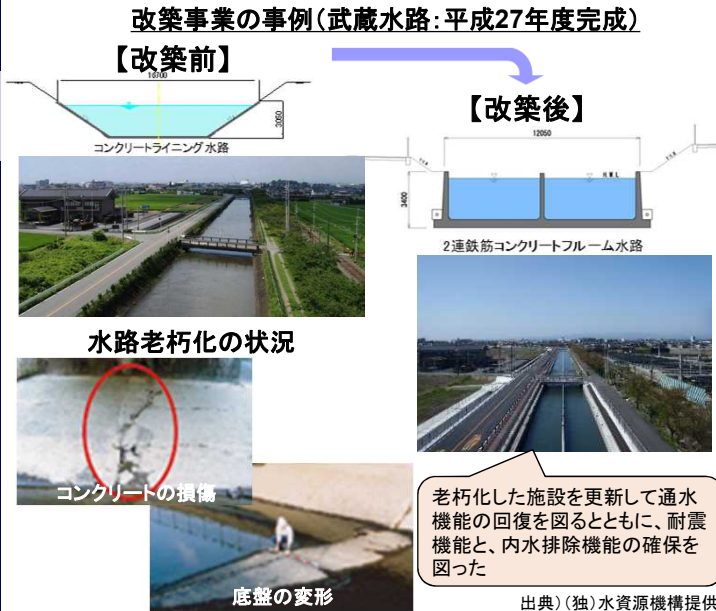 改築事業の事例(武蔵水路:平成27年度完成)
【改築前】
16700
2050
コンクリートライニング水路
【改築後】
12050
H.W.L
3400
2連鉄筋コンクリートフルーム水路
水路老朽化の状況
コンクリートの損傷
底盤の変形
老朽化した施設を更新して通水
機能の回復を図るとともに、耐震
機能と、内水排除機能の確保を
図った
出典)(独)水資源機構提供